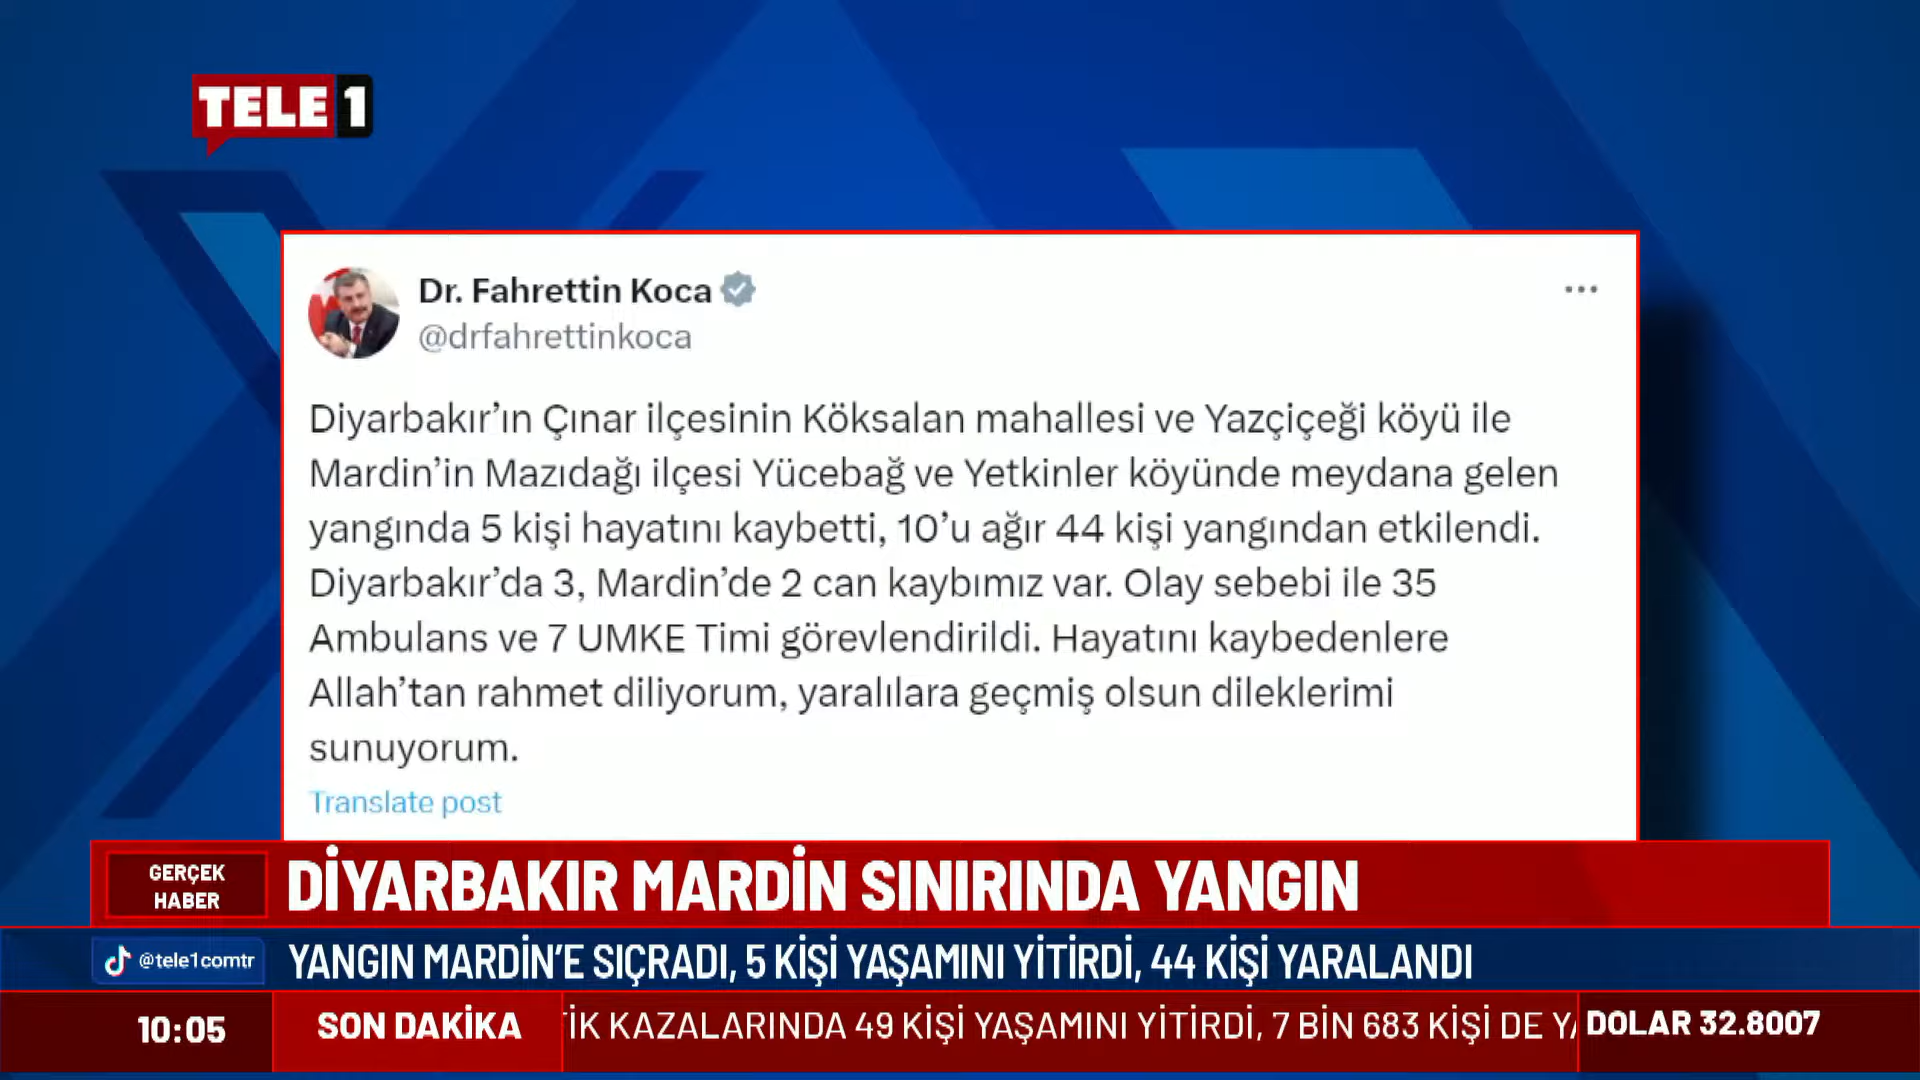 TELE 1
Dr. Fahrettin Koca
@drfahrettinkoca
Diyarbakır’ın Çınar ilçesinin Köksalan mahallesi ve Yazçiçeği köyü ile
Mardin’in Mazıdağı ilçesi Yücebağ ve Yetkinler köyünde meydana gelen
yangında 5 kişi hayatını kaybetti, 10’u ağır 44 kişi yangından etkilendi.
Diyarbakır’da 3, Mardin’de 2 can kaybımız var. Olay sebebi ile 35
Ambulans ve 7 UMKE Timi görevlendirildi. Hayatını kaybedenlere
Allah’tan rahmet diliyorum, yaralılara geçmiş olsun dileklerimi
sunuyorum.
Translate post
GERÇEK
HABER
DİYARBAKIR MARDİN SINIRINDA YANGIN
@tele1comtr
YANGIN MARDİN’E SIÇRADI, 5 KİŞİ YAŞAMINI YİTİRDİ, 44 KİŞİ YARALANDI
10:05
SON DAKİKA
KAZALARINDA 49 KİŞİ YAŞAMINI YİTİRDİ, 7 BİN 683 KİŞİ DE
DOLAR 32.8007